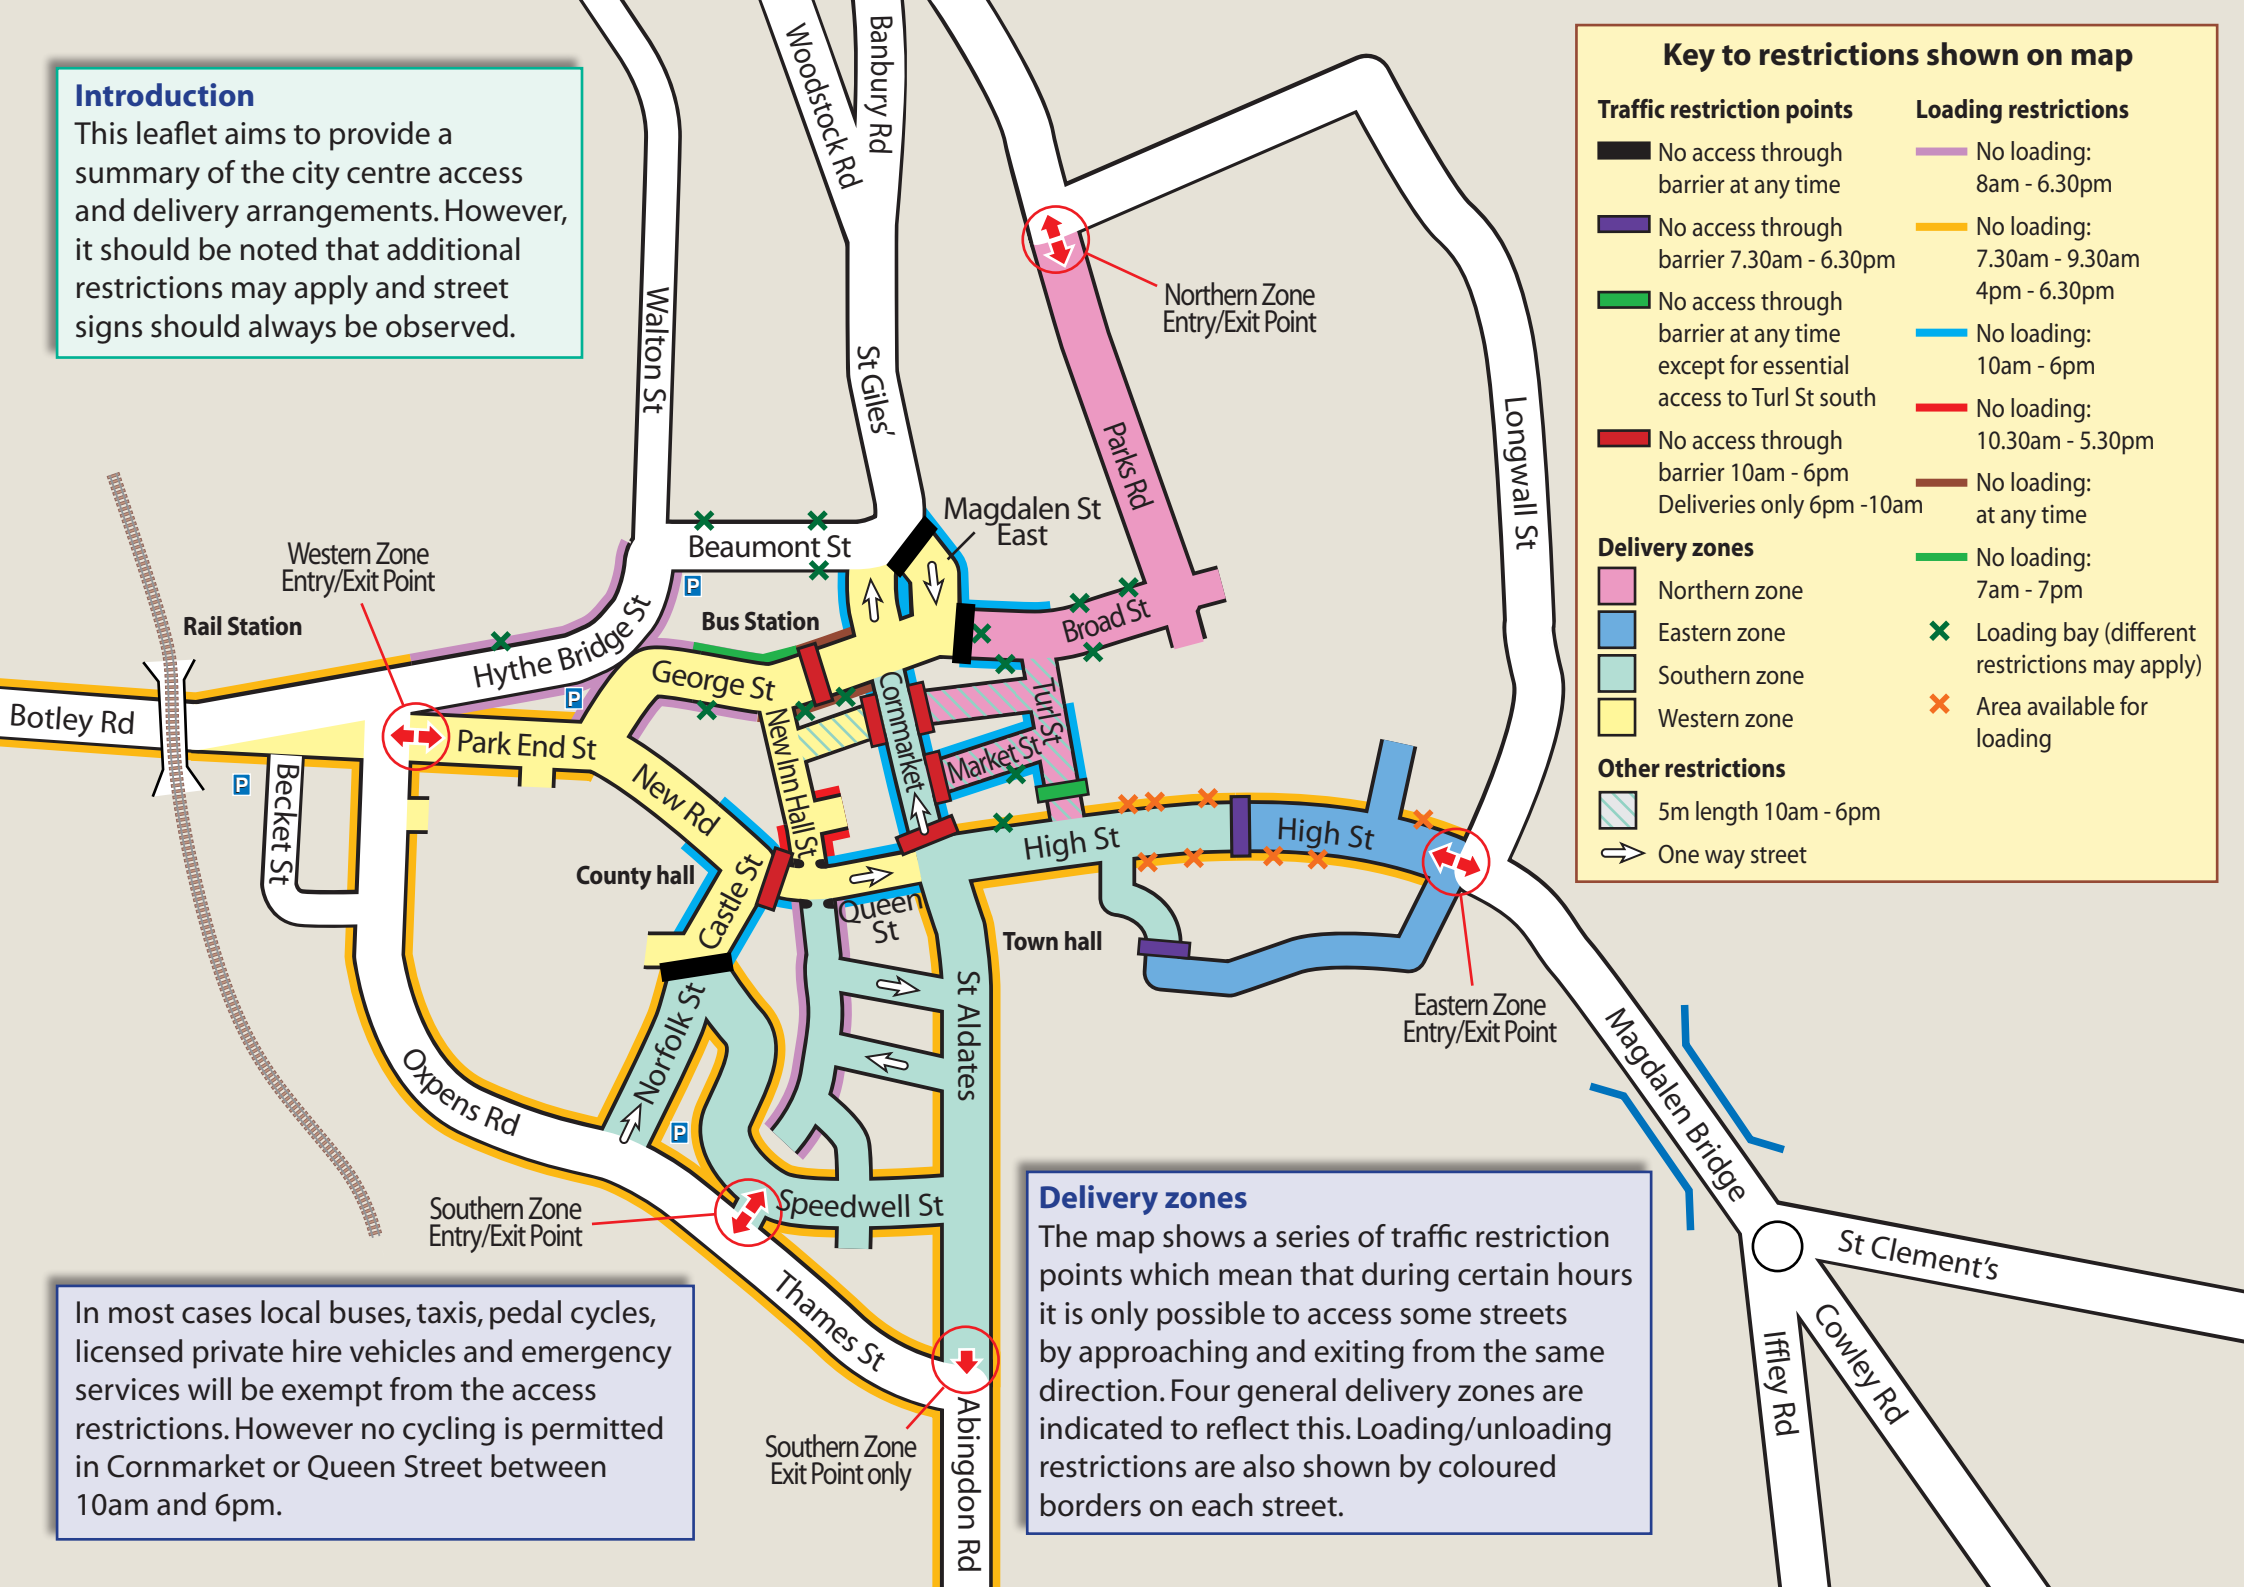 Introduction
This leaflet aims to provide a
summary of the city centre access
and delivery arrangements. However,
it should be noted that additional
restrictions may apply and street
signs should always be observed.
Woodstock Rd
Banbury Rd
Key to restrictions shown on map
Traffic restriction points
No access through
barrier at any time
No access through
barrier 7.30am - 6.30pm
No access through
barrier at any time
except for essential
access to Turl St south
No access through
barrier 10am - 6pm
Deliveries only 6pm -10am
Delivery zones
Northern zone
Eastern zone
Southern zone
Western zone
Other restrictions
5m length 10am - 6pm
One way street
Loading restrictions
No loading:
8am - 6.30pm
No loading:
7.30am - 9.30am
4pm - 6.30pm
No loading:
10am - 6pm
No loading:
10.30am - 5.30pm
No loading:
at any time
No loading:
7am - 7pm
Loading bay (different
restrictions may apply)
Area available for
loading
Northern Zone
Entry/Exit Point
Walton St
St Giles'
Parks Rd
Longwall St
Magdalen St
East
Beaumont St
Western Zone
Entry/Exit Point
P
Rail Station
Bus Station
Broad St
Hythe Bridge St
George St
P
Botley Rd
Park End St
Cornmarket
Turl St
Market St
New Inn Hall St
P
Becket St
New Rd
High St
High St
County hall
Castle St
Queen
St
Town hall
St Aldates
Norfolk St
Eastern Zone
Entry/Exit Point
Oxpens Rd
P
Magdalen Bridge
Southern Zone
Entry/Exit Point
Speedwell St
Thames St
St Clement's
Cowley Rd
Iffley Rd
Southern Zone
Exit Point only
Abingdon Rd
In most cases local buses, taxis, pedal cycles,
licensed private hire vehicles and emergency
services will be exempt from the access
restrictions. However no cycling is permitted
in Cornmarket or Queen Street between
10am and 6pm.
Delivery zones
The map shows a series of traffic restriction
points which mean that during certain hours
it is only possible to access some streets
by approaching and exiting from the same
direction. Four general delivery zones are
indicated to reflect this. Loading/unloading
restrictions are also shown by coloured
borders on each street.